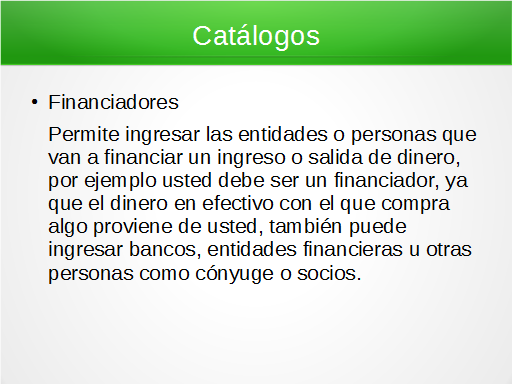 Catálogos
• Financiadores
Permite ingresar las entidades o personas que
van a financiar un ingreso o salida de dinero,
por ejemplo usted debe ser un financiador, ya
que el dinero en efectivo con el que compra
algo proviene de usted, también puede
ingresar bancos, entidades financieras u otras
personas como cónyuge o socios.